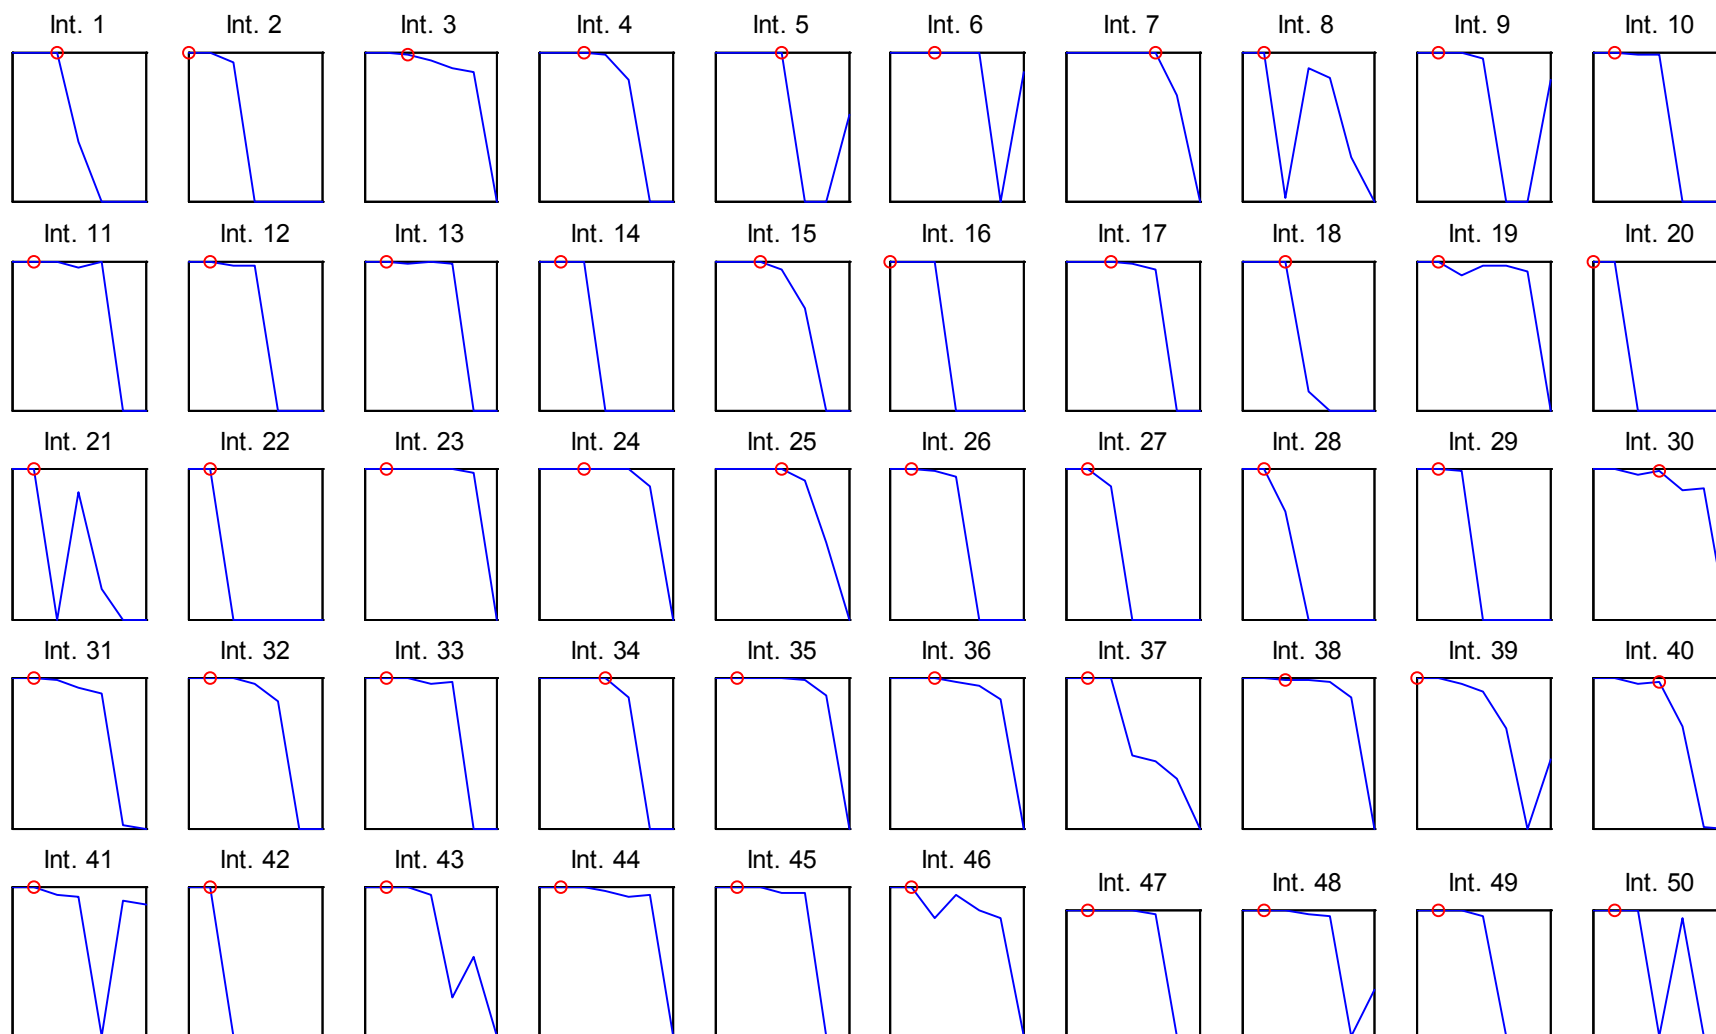 Int. 1 Int. 2 Int. 3 Int. 4 Int. 5 Int. 6 Int. 7 Int. 8 Int. 9 Int. 10
Int. 11 Int. 12 Int. 13 Int. 14 Int. 15 Int. 16 Int. 17 Int. 18 Int. 19 Int. 20
Int. 21 Int. 22 Int. 23 Int. 24 Int. 25 Int. 26 Int. 27 Int. 28 Int. 29 Int. 30
Int. 31 Int. 32 Int. 33 Int. 34 Int. 35 Int. 36 Int. 37 Int. 38 Int. 39 Int. 40
Int. 41 Int. 42 Int. 43 Int. 44 Int. 45 Int. 46 Int. 47 Int. 48 Int. 49 Int. 50